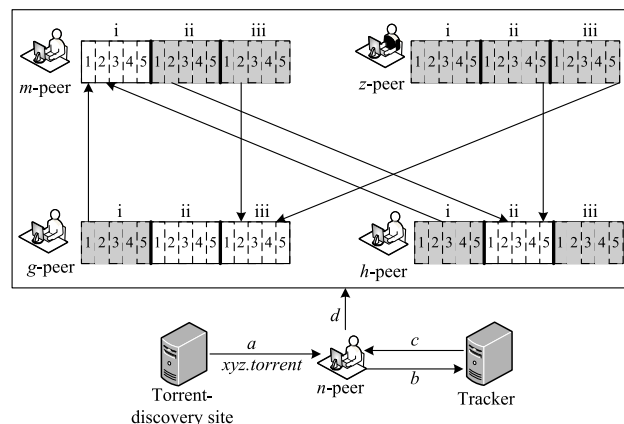 i ii iii
1 2 3 4 5 1 2 3 4 5 1 2 3 4 5
m-peer
i ii iii
1 2 3 4 5 1 2 3 4 5 1 2 3 4 5
z-peer
i ii iii
1 2 3 4 5 1 2 3 4 5 1 2 3 4 5
g-peer
i ii iii
1 2 3 4 5 1 2 3 4 5 1 2 3 4 5
h-peer
d
a
xyz.torrent
c
b
Torrent-
discovery site
n-peer
Tracker